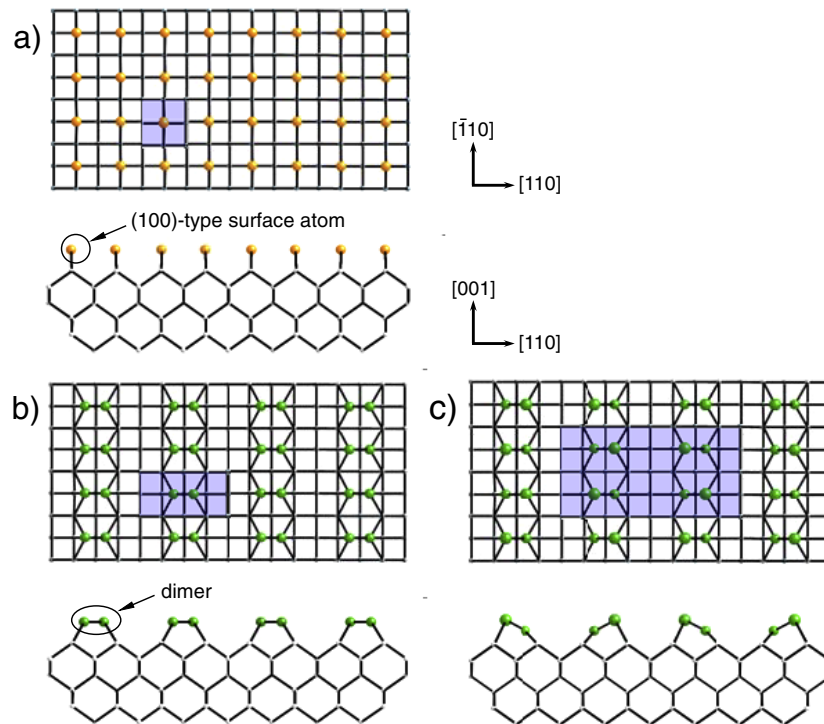 a)
[1̄10]
[110]
(100)-type surface atom
[001]
[110]
b)
c)
dimer